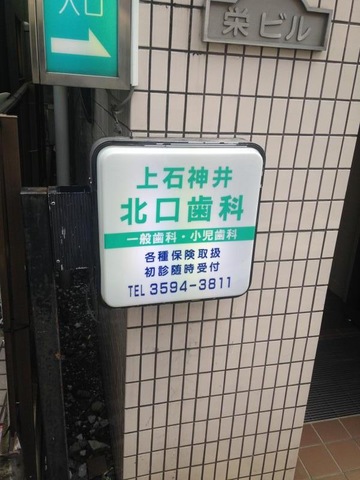 入口
栄ビル
上石神井
北口歯科
一般歯科・小児歯科
各種保険取扱
初診随時受付
TEL 3594-3811